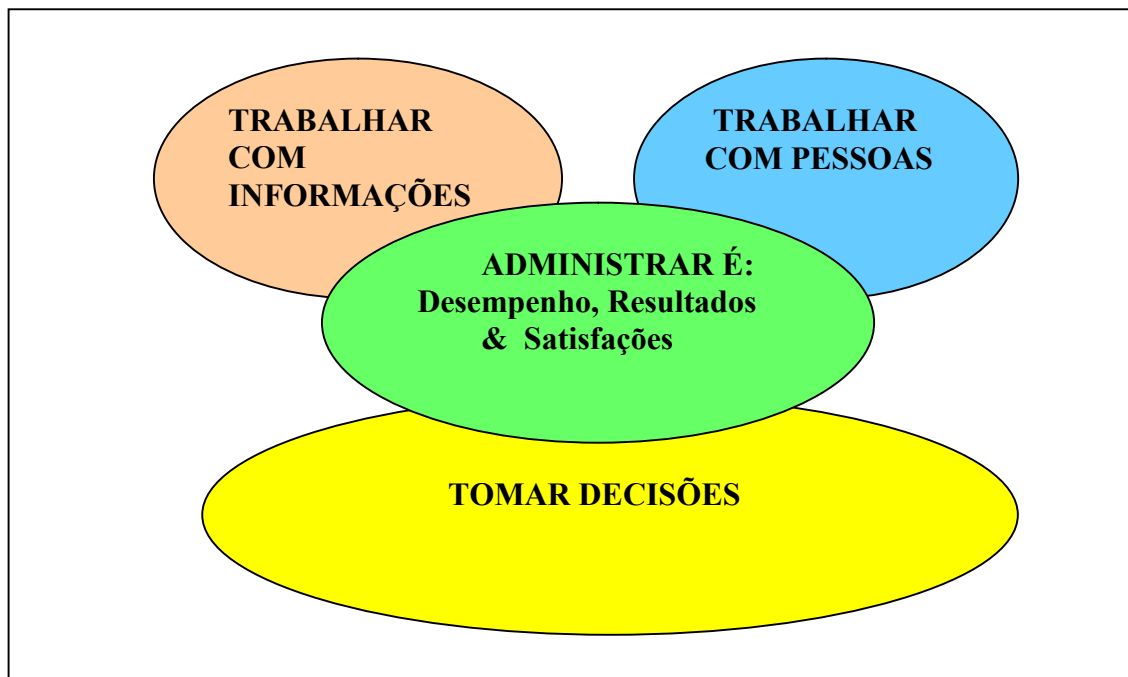 TRABALHAR
COM
INFORMAÇÕES
TRABALHAR
COM PESSOAS
ADMINISTRAR É:
Desempenho, Resultados
& Satisfações
TOMAR DECISÕES